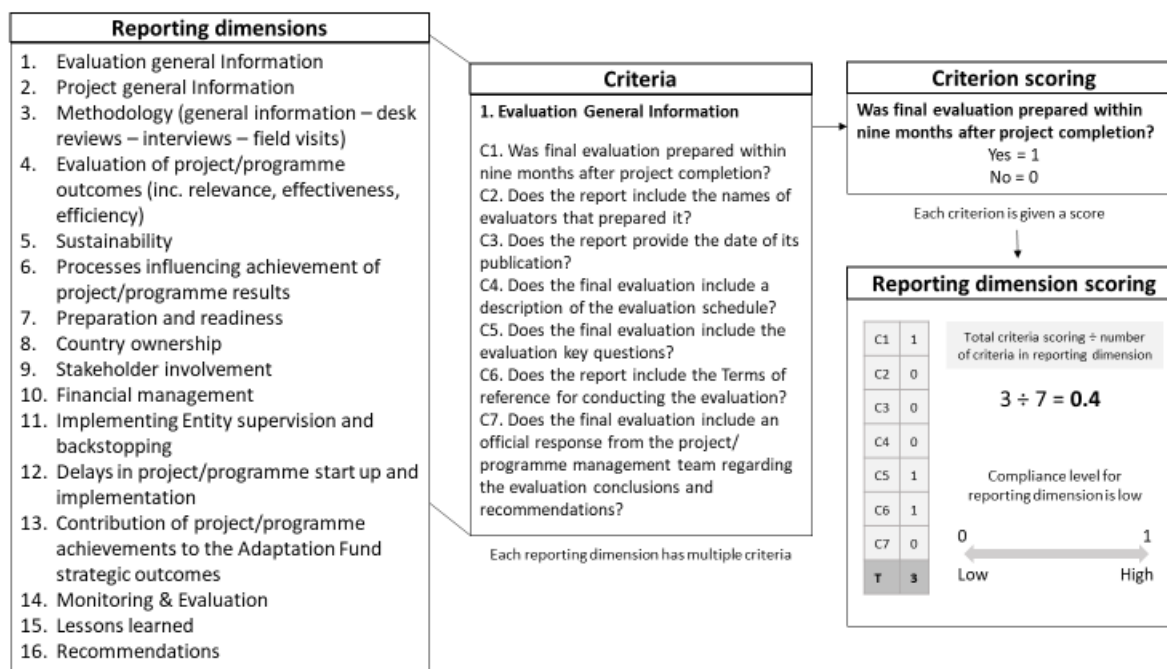 Reporting dimensions
1. Evaluation general Information
2. Project general Information
3. Methodology (general information – desk
reviews – interviews – field visits)
4. Evaluation of project/programme
outcomes (inc. relevance, effectiveness,
efficiency)
5. Sustainability
6. Processes influencing achievement of
project/programme results
7. Preparation and readiness
8. Country ownership
9. Stakeholder involvement
10. Financial management
11. Implementing Entity supervision and
backstopping
12. Delays in project/programme start up and
implementation
13. Contribution of project/programme
achievements to the Adaptation Fund
strategic outcomes
14. Monitoring & Evaluation
15. Lessons learned
16. Recommendations
Criteria
1. Evaluation General Information
C1. Was final evaluation prepared within
nine months after project completion?
C2. Does the report include the names of
evaluators that prepared it?
C3. Does the report provide the date of its
publication?
C4. Does the final evaluation include a
description of the evaluation schedule?
C5. Does the final evaluation include the
evaluation key questions?
C6. Does the report include the Terms of
reference for conducting the evaluation?
C7. Does the final evaluation include an
official response from the project/
programme management team regarding
the evaluation conclusions and
recommendations?
Each reporting dimension has multiple criteria
Criterion scoring
Was final evaluation prepared within
nine months after project completion?
Yes = 1
No = 0
Each criterion is given a score
Reporting dimension scoring
C1 1
C2 0
C3 0
C4 0
C5 1
C6 1
C7 0
T 3
Total criteria scoring ÷ number
of criteria in reporting dimension
3 ÷ 7 = 0.4
Compliance level for
reporting dimension is low
0 1
Low High